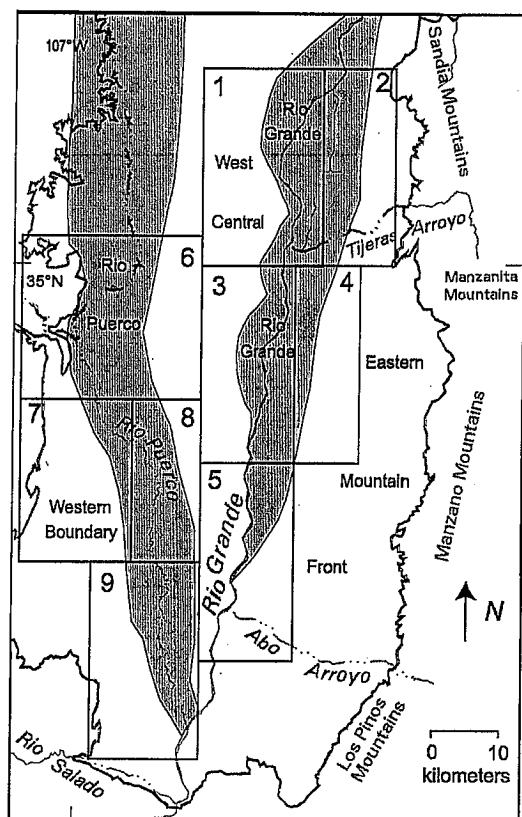 107°W
Sandia Mountains
1
2
Rio
Grande
West
Central
Tijeras
Arroyo
Manzanita
Mountains
6
35°N
Rio
Puerco
3
4
Rio
Grande
Eastern
7
8
Rio Puerco
Western
Boundary
Mountain
Manzano Mountains
5
Rio Grande
Front
9
N
Abo
Arroyo
Los Pinos
Mountains
Rio
Salado
0 10
kilometers